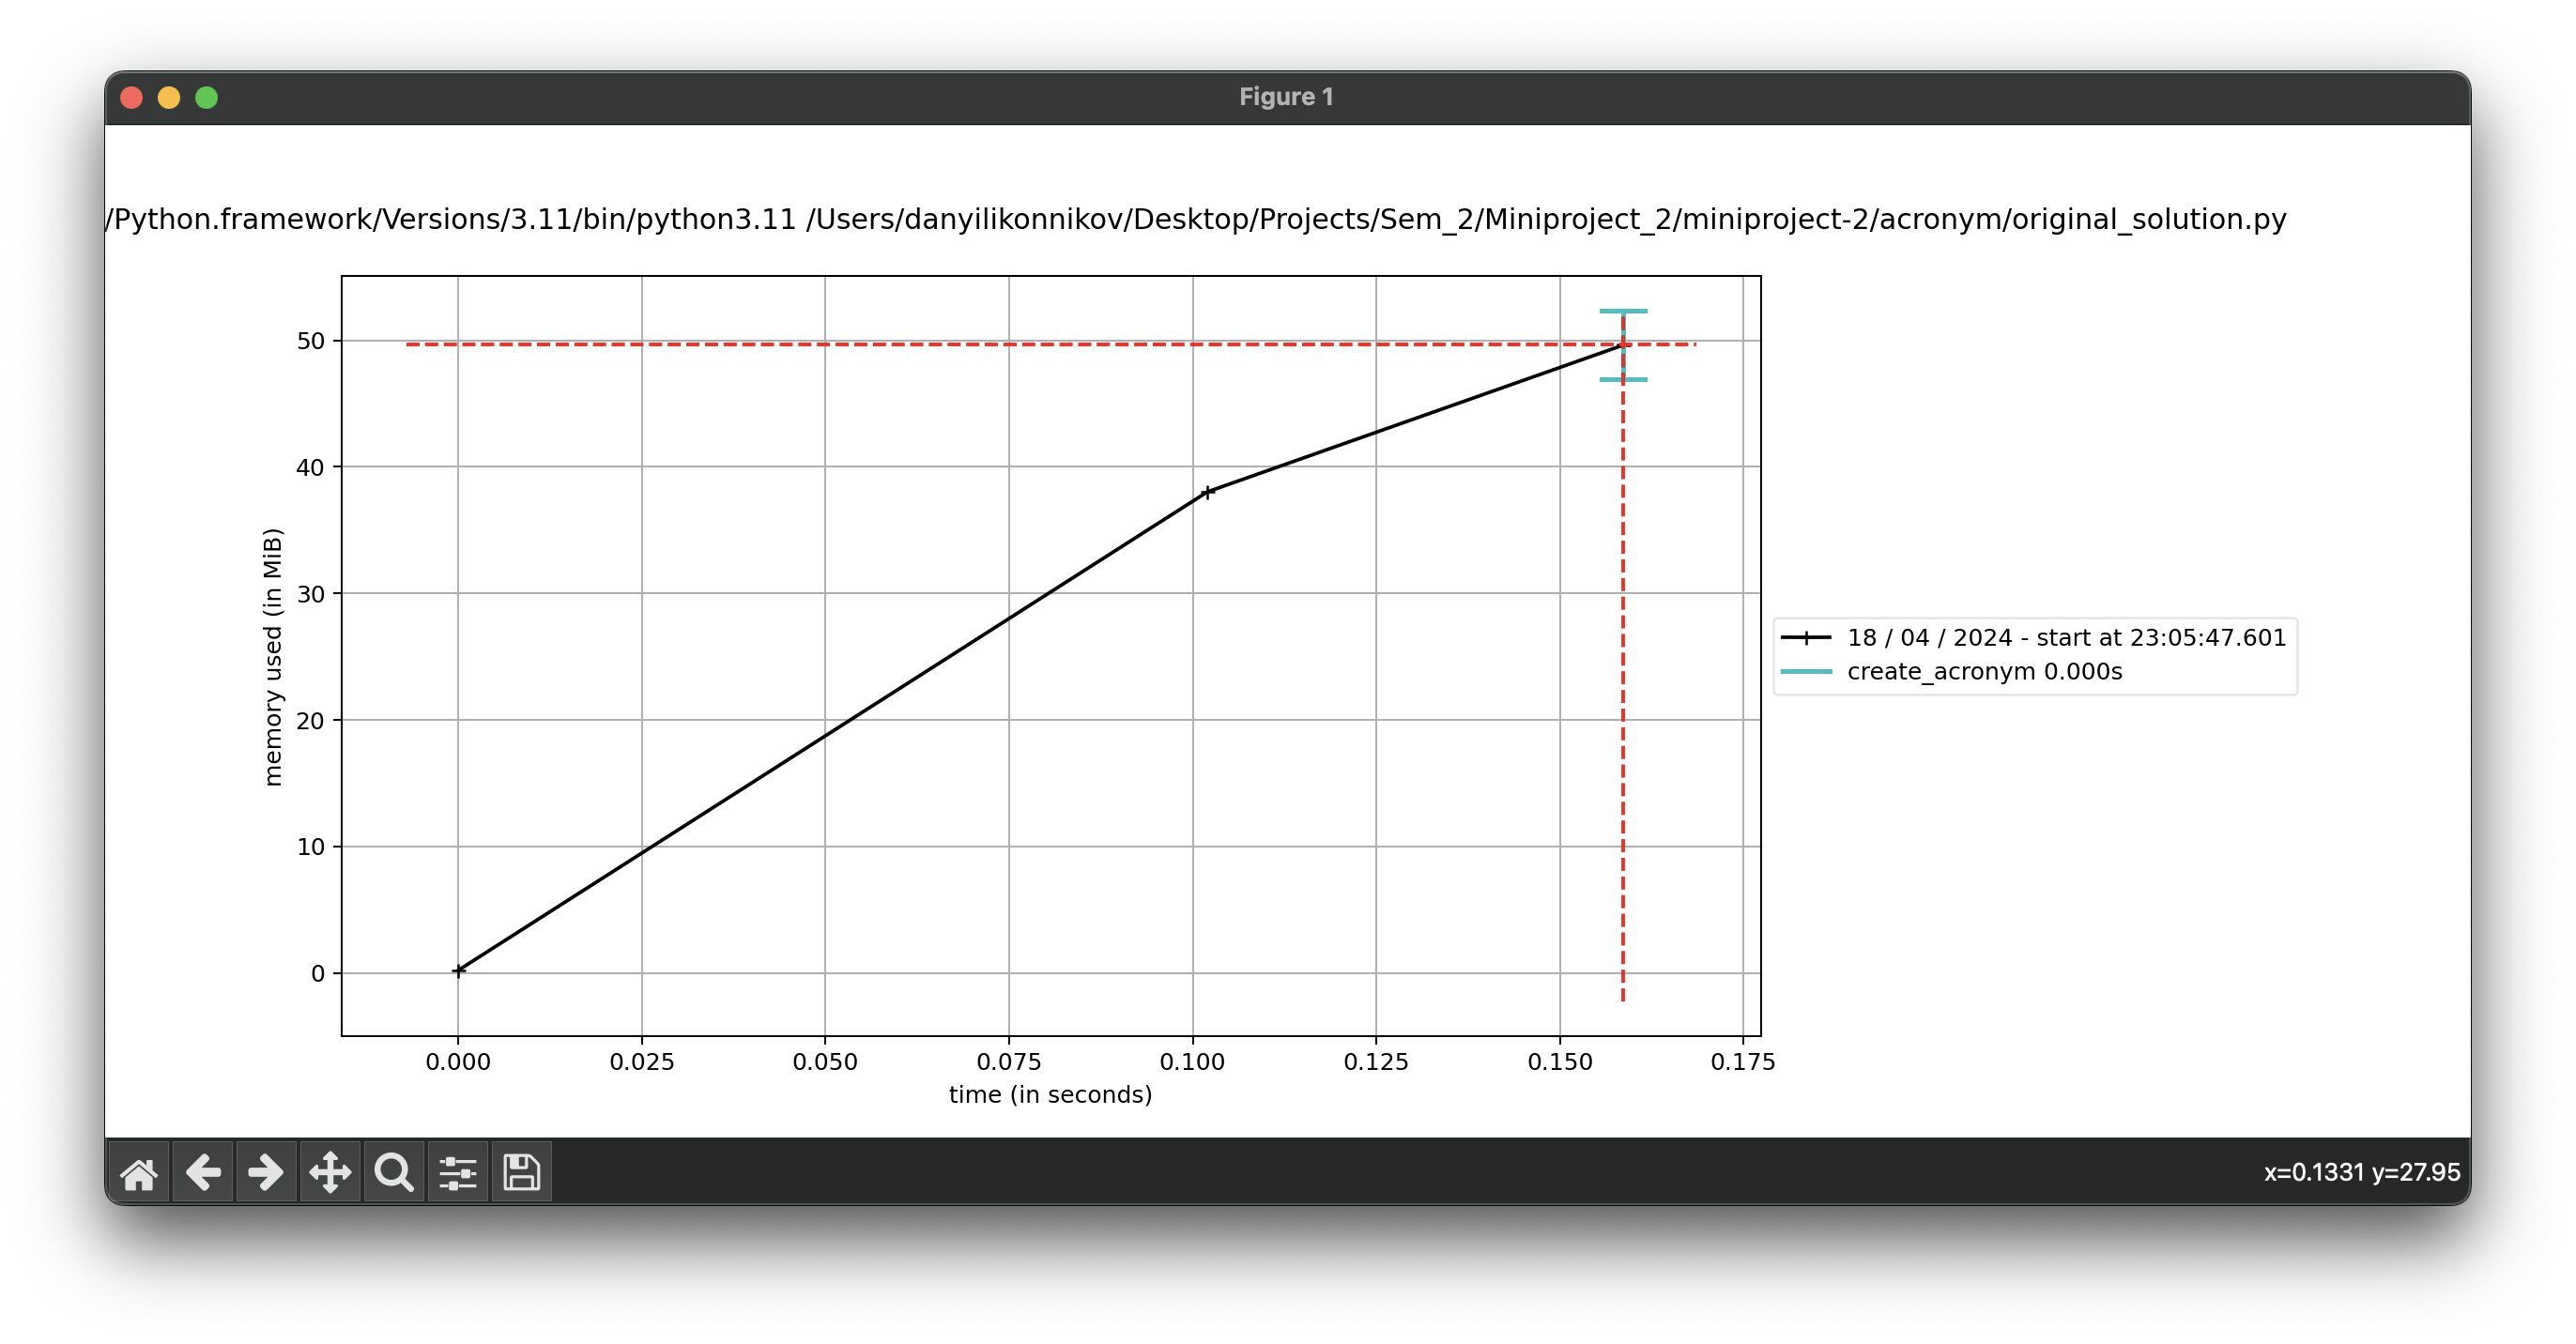 Figure 1
/Python.framework/Versions/3.11/bin/python3.11 /Users/danyilikonnikov/Desktop/Projects/Sem_2/Miniproject_2/miniproject-2/acronym/original_solution.py
memory used (in MiB)
50
40
30
20
10
0
0.000 0.025 0.050 0.075 0.100 0.125 0.150 0.175
time (in seconds)
18 / 04 / 2024 - start at 23:05:47.601
create_acronym 0.000s
x=0.1331 y=27.95